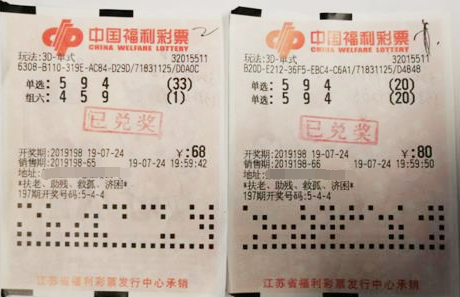 中国福利彩票
CHINA WELFARE LOTTERY
玩法:3D-单式 32015511
6308-B110-319E-AC84-D29D/71831125/D0A0C
单选: 5 9 4 (33)
组六: 4 5 9 (1)
已兑奖
开奖期:2019198 19-07-24 ¥:68
销售期:2019198-65 19-07-24 19:59:42
地址:
*扶老、助残、救孤、济困*
197期开奖号码:5-4-4
江苏省福利彩票发行中心承销
2
中国福利彩票
CHINA WELFARE LOTTERY
玩法:3D-单式 32015511
B20D-E212-36F5-EBC4-C6A1/71831125/D4848
单选: 5 9 4 (20)
单选: 5 9 4 (20)
已兑奖
开奖期:2019198 19-07-24 ¥:80
销售期:2019198-66 19-07-24 19:59:50
地址:
*扶老、助残、救孤、济困*
197期开奖号码:5-4-4
江苏省福利彩票发行中心承销